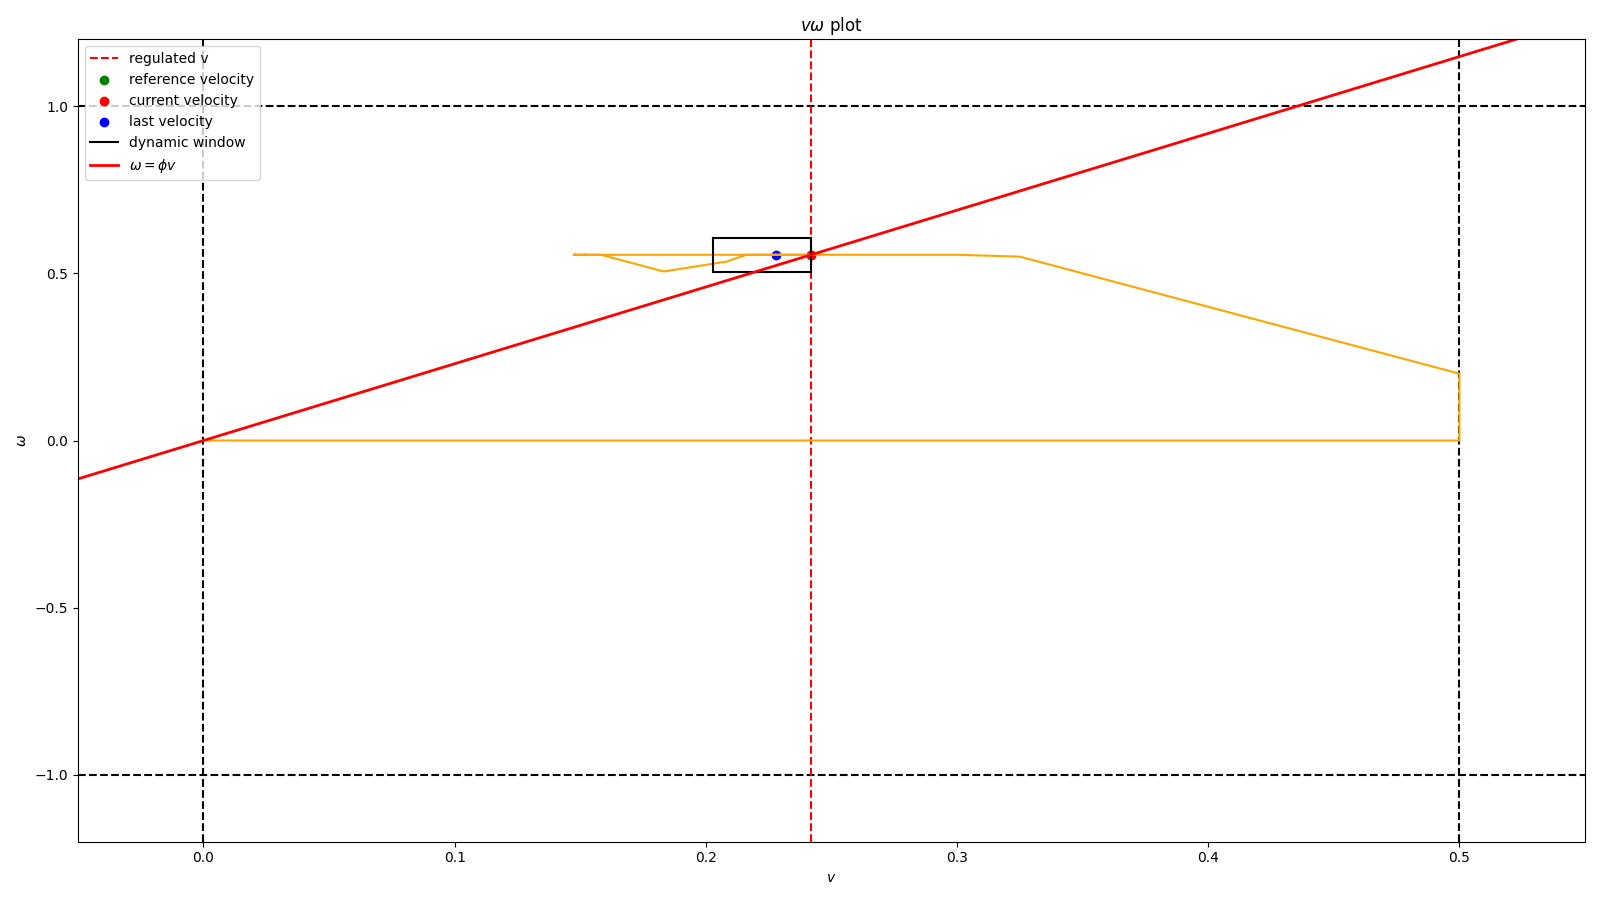 vω plot
regulated v
reference velocity
current velocity
last velocity
dynamic window
ω = ϕv
1.0
0.5
0.0
−0.5
−1.0
ω
0.0 0.1 0.2 0.3 0.4 0.5
v